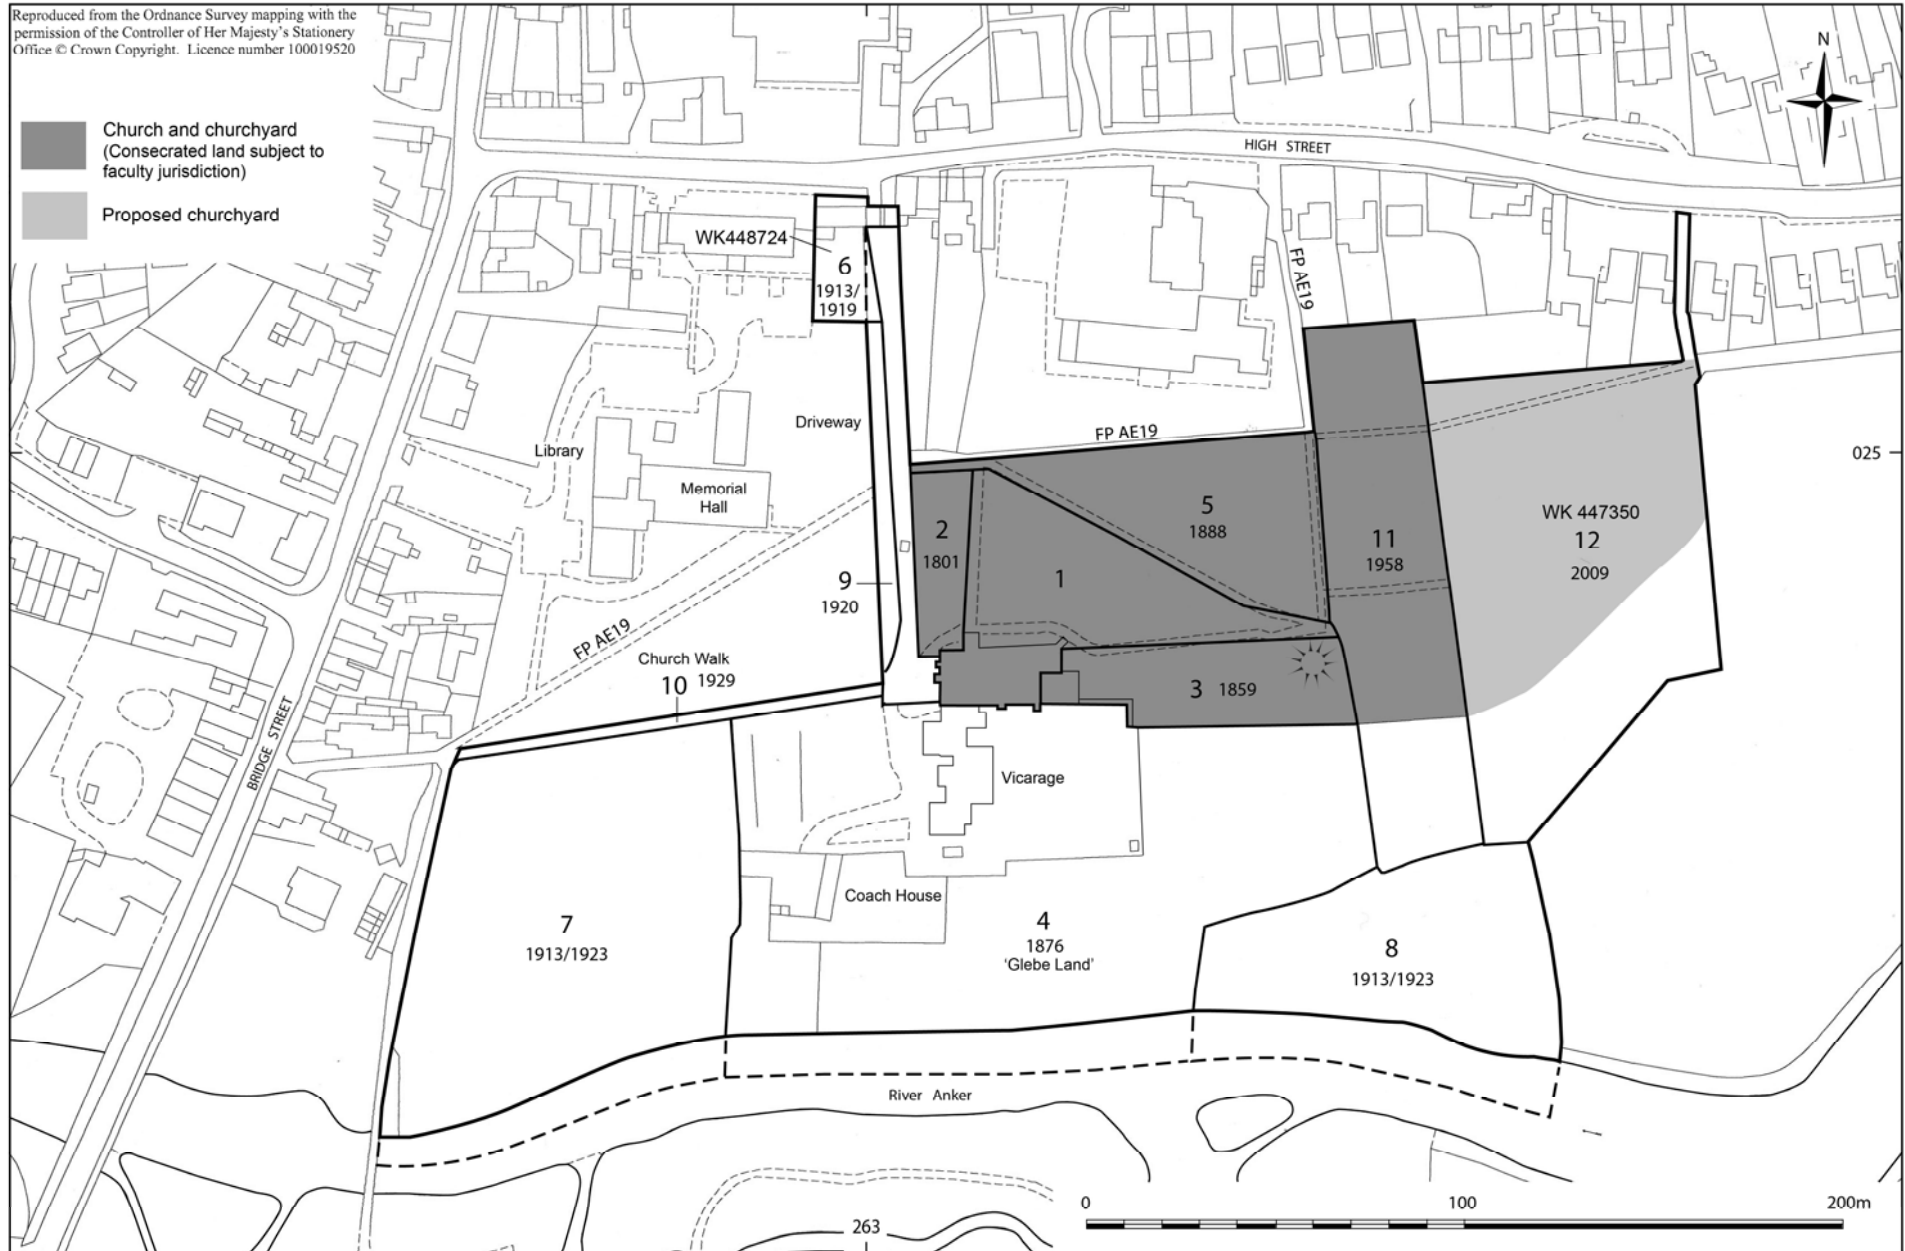 Reproduced from the Ordnance Survey mapping with the
permission of the Controller of Her Majesty's Stationery
Office © Crown Copyright. Licence number 100019520
Church and churchyard
(Consecrated land subject to
faculty jurisdiction)
Proposed churchyard
N
HIGH STREET
WK448724
6
1913/
1919
FP AE19
Driveway
FP AE19
025
Library
Memorial
Hall
2
1801
5
1888
11
1958
WK 447350
12
2009
1
9
1920
FP AE19
Church Walk
10 1929
3 1859
BRIDGE STREET
Vicarage
Coach House
7
1913/1923
4
1876
'Glebe Land'
8
1913/1923
River Anker
0 100 200m
263